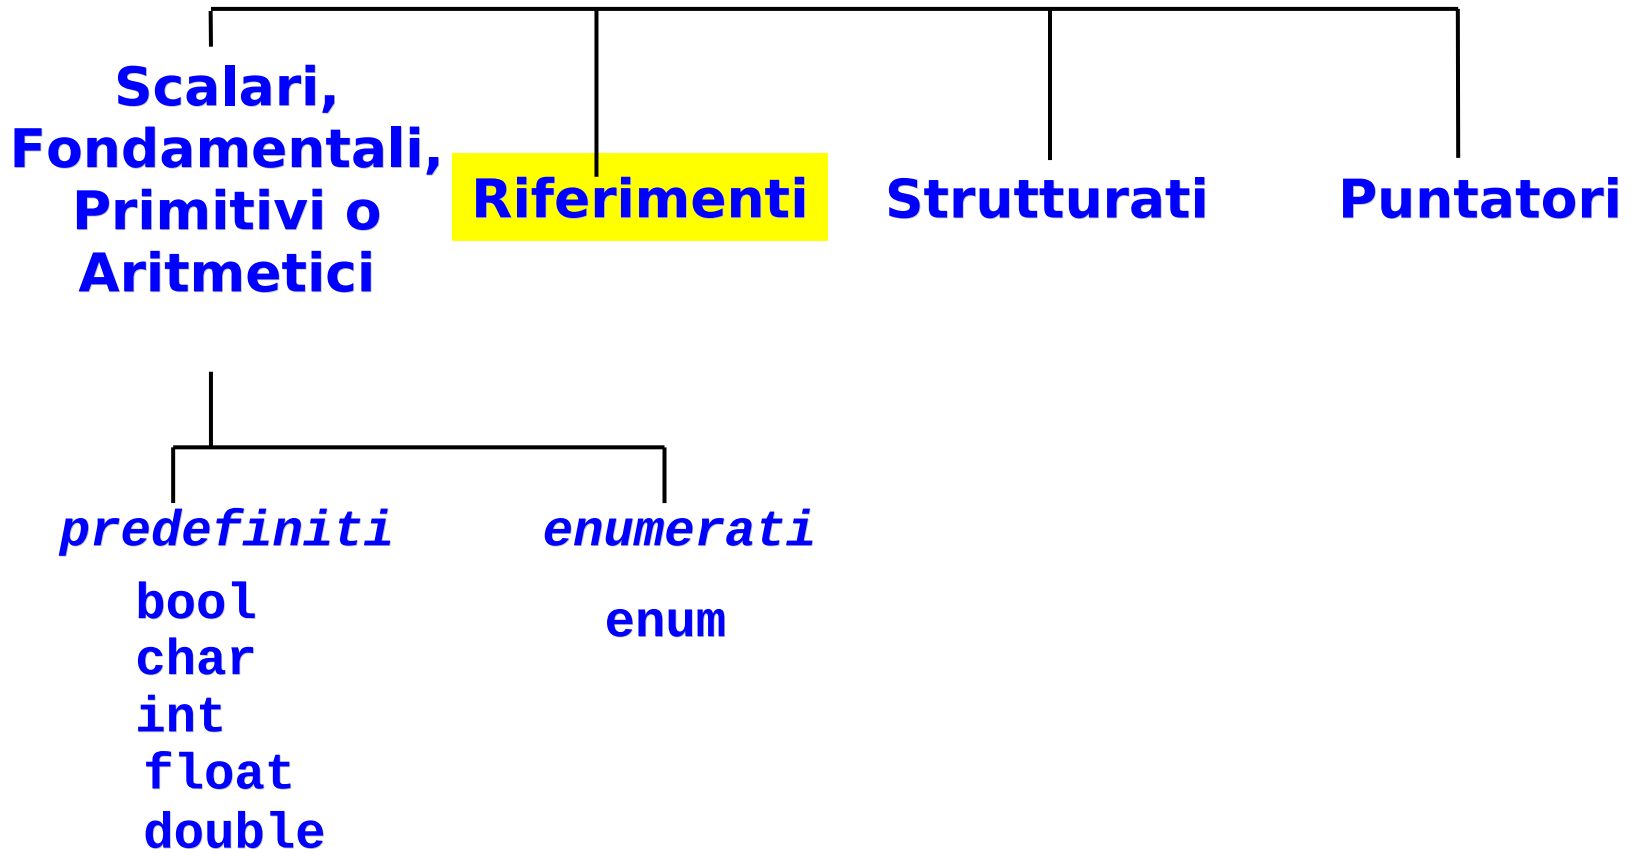 Scalari,
Fondamentali,
Primitivi o
Aritmetici
Riferimenti
Strutturati
Puntatori
predefiniti
bool
char
int
float
double
enumerati
enum